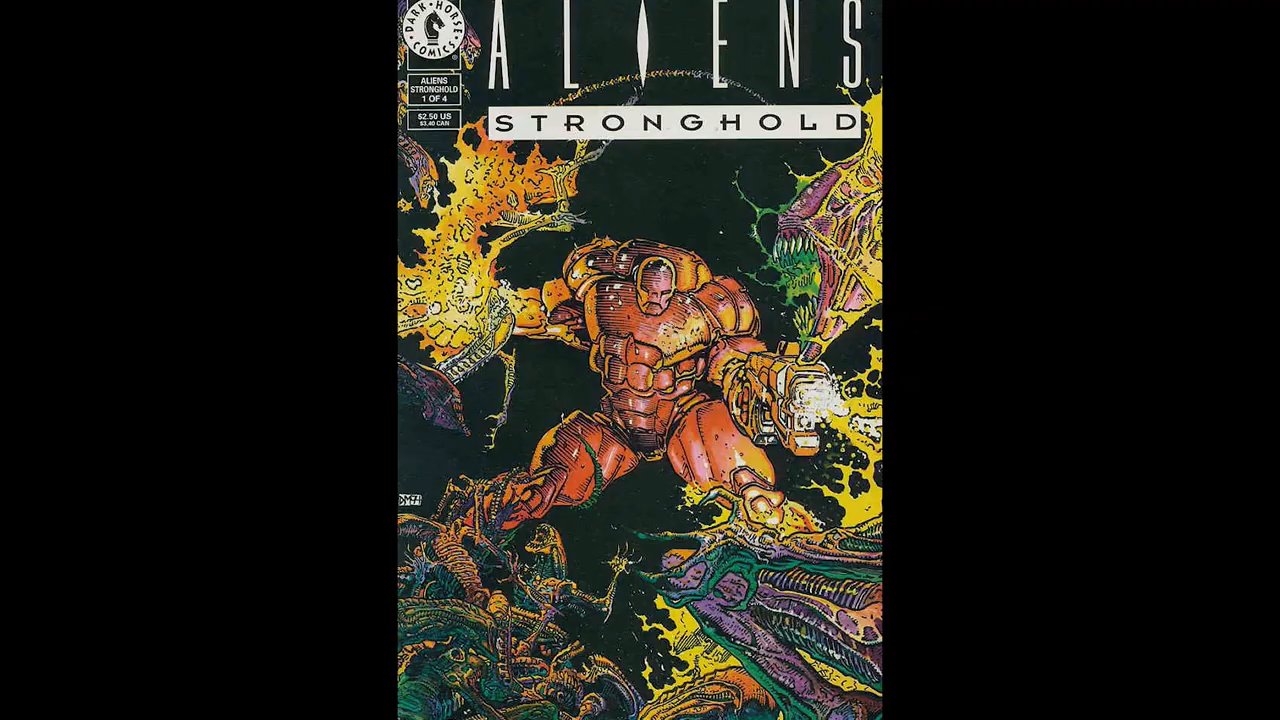 DARK HORSE
COMICS
ALIENS
STRONGHOLD
1 OF 4
$2.50 US
$3.40 CAN
ALIENS
STRONGHOLD